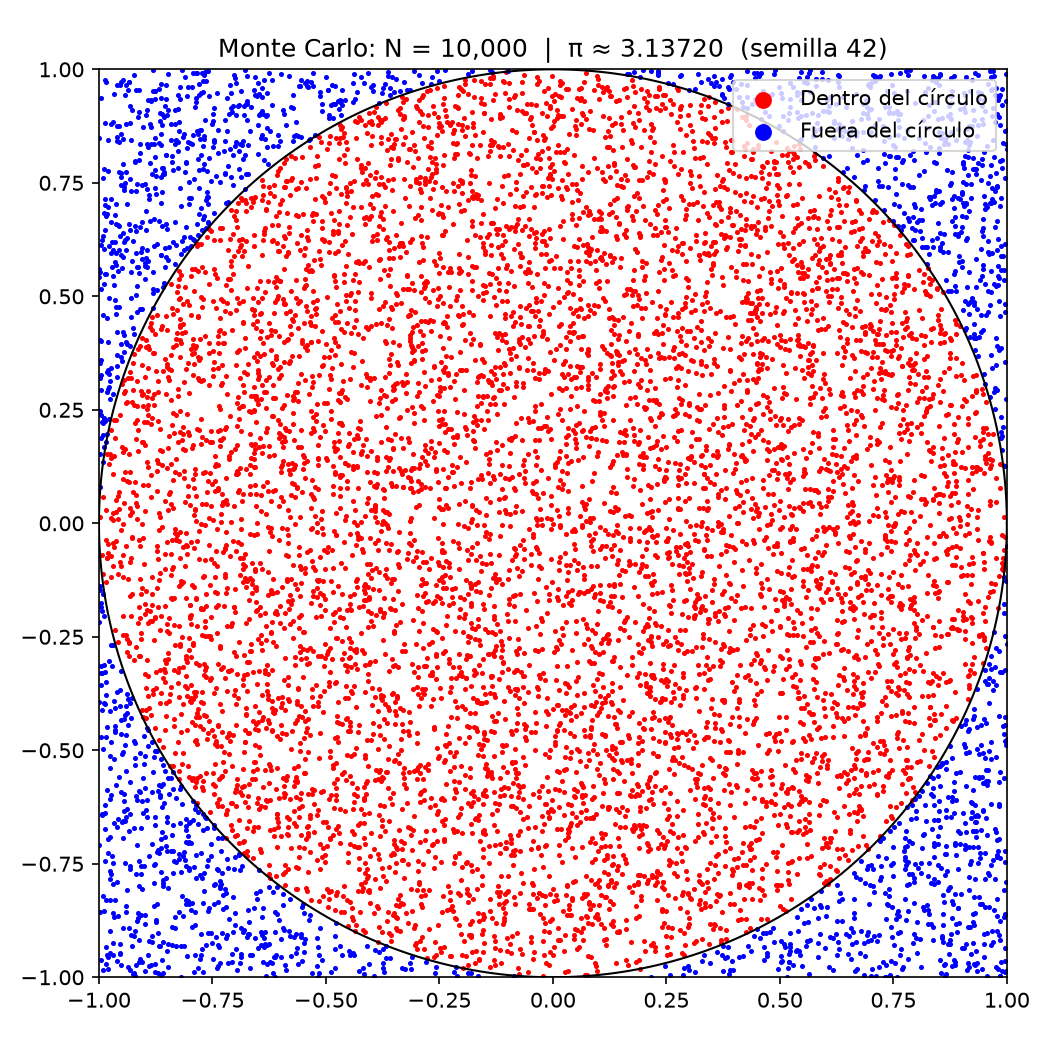 Monte Carlo: N = 10,000 | π ≈ 3.13720 (semilla 42)
Dentro del círculo
Fuera del círculo
1.00
0.75
0.50
0.25
0.00
−0.25
−0.50
−0.75
−1.00
−1.00 −0.75 −0.50 −0.25 0.00 0.25 0.50 0.75 1.00